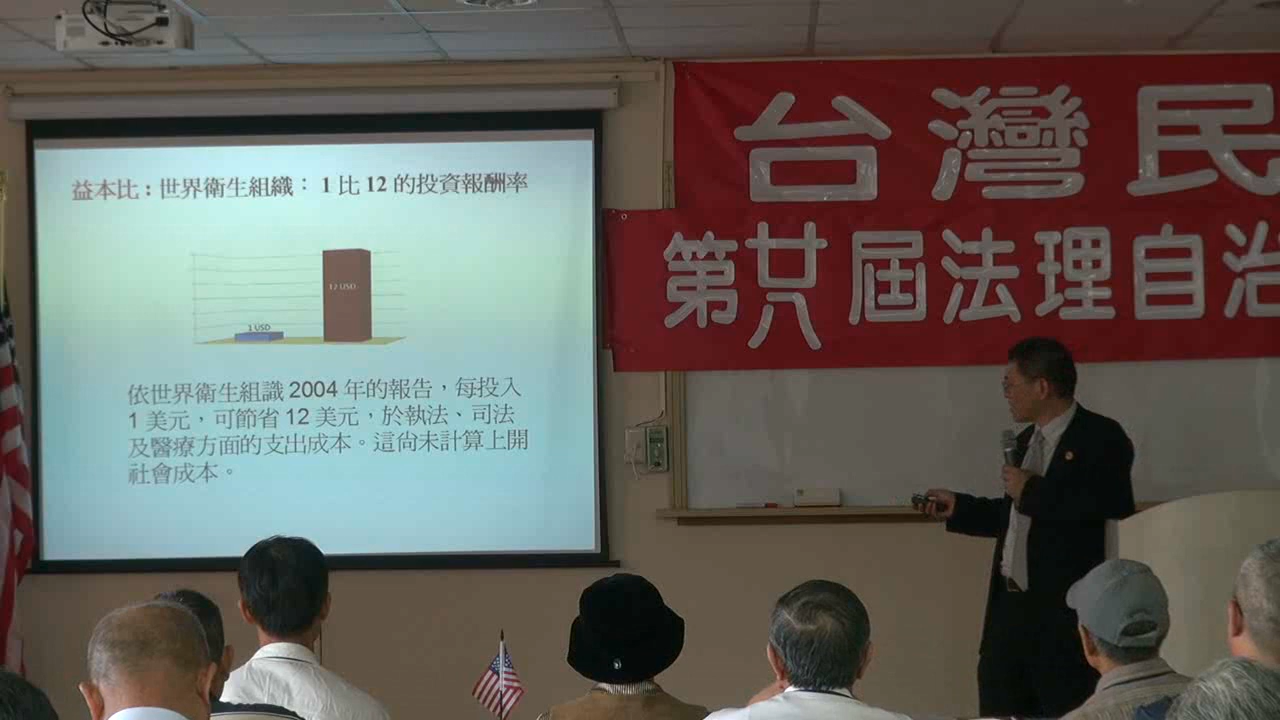 益本比：世界衛生組織： 1 比 12 的投資報酬率
12 USD
1 USD
依世界衛生組識 2004 年的報告，每投入
1 美元，可節省 12 美元，於執法、司法
及醫療方面的支出成本。這尚未計算上開
社會成本。
台灣民
第廿八屆法理自治